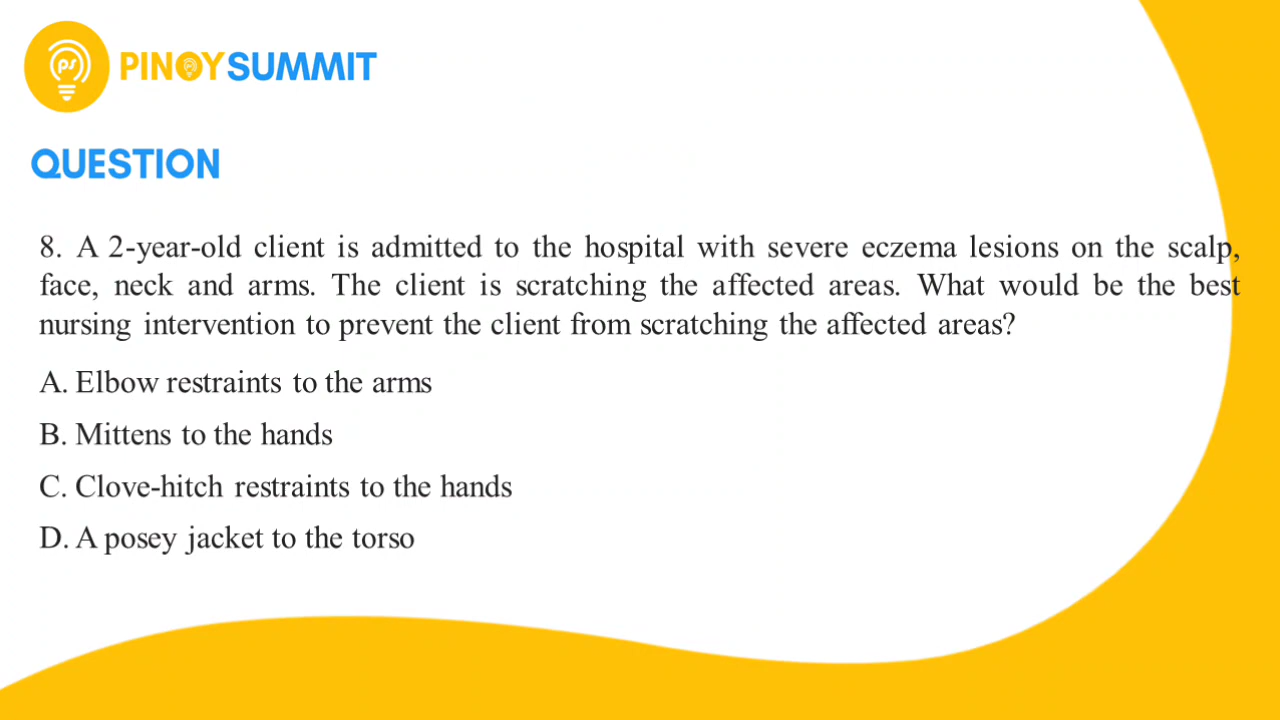 PINOYSUMMIT
QUESTION
8. A 2-year-old client is admitted to the hospital with severe eczema lesions on the scalp,
face, neck and arms. The client is scratching the affected areas. What would be the best
nursing intervention to prevent the client from scratching the affected areas?
A. Elbow restraints to the arms
B. Mittens to the hands
C. Clove-hitch restraints to the hands
D. A posey jacket to the torso